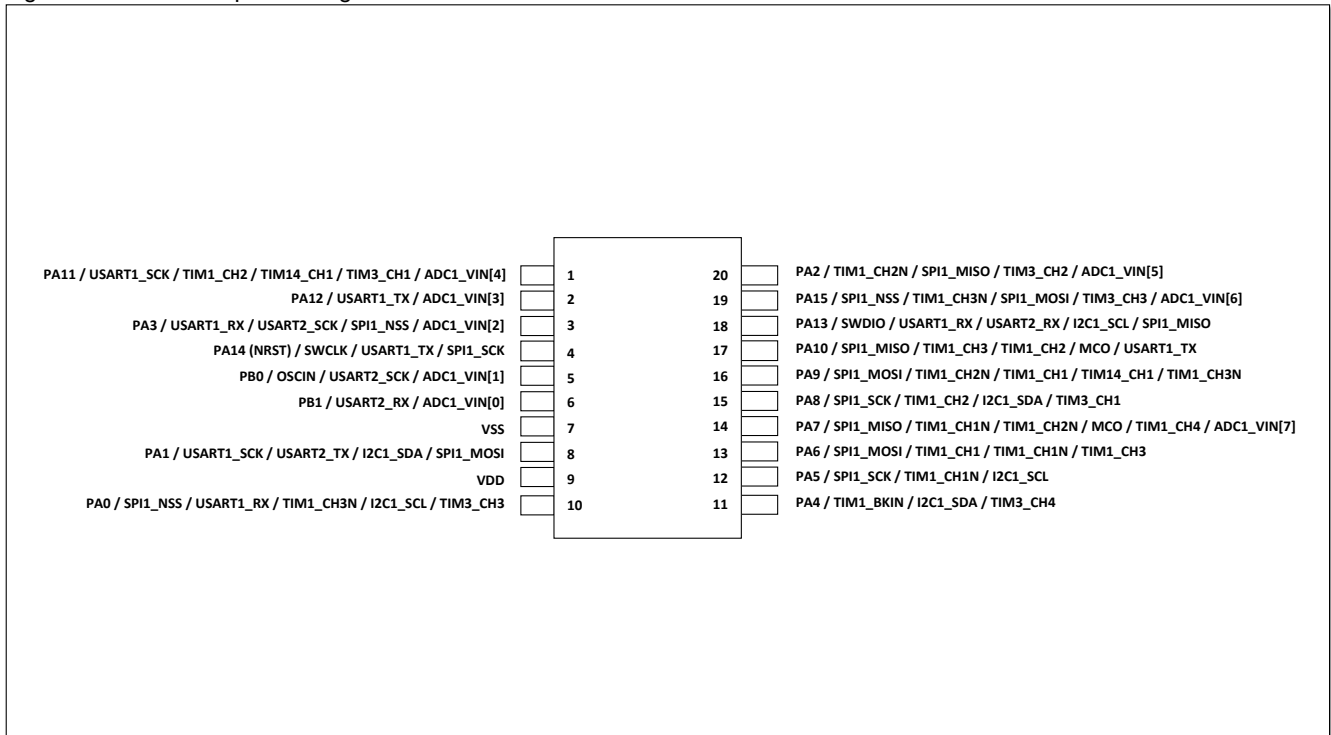 PA11 / USART1_SCK / TIM1_CH2 / TIM14_CH1 / TIM3_CH1 / ADC1_VIN[4] 1
PA12 / USART1_TX / ADC1_VIN[3] 2
PA3 / USART1_RX / USART2_SCK / SPI1_NSS / ADC1_VIN[2] 3
PA14 (NRST) / SWCLK / USART1_TX / SPI1_SCK 4
PB0 / OSCIN / USART2_SCK / ADC1_VIN[1] 5
PB1 / USART2_RX / ADC1_VIN[0] 6
VSS 7
PA1 / USART1_SCK / USART2_TX / I2C1_SDA / SPI1_MOSI 8
VDD 9
PA0 / SPI1_NSS / USART1_RX / TIM1_CH3N / I2C1_SCL / TIM3_CH3 10
20 PA2 / TIM1_CH2N / SPI1_MISO / TIM3_CH2 / ADC1_VIN[5]
19 PA15 / SPI1_NSS / TIM1_CH3N / SPI1_MOSI / TIM3_CH3 / ADC1_VIN[6]
18 PA13 / SWDIO / USART1_RX / USART2_RX / I2C1_SCL / SPI1_MISO
17 PA10 / SPI1_MISO / TIM1_CH3 / TIM1_CH2 / MCO / USART1_TX
16 PA9 / SPI1_MOSI / TIM1_CH2N / TIM1_CH1 / TIM14_CH1 / TIM1_CH3N
15 PA8 / SPI1_SCK / TIM1_CH2 / I2C1_SDA / TIM3_CH1
14 PA7 / SPI1_MISO / TIM1_CH1N / TIM1_CH2N / MCO / TIM1_CH4 / ADC1_VIN[7]
13 PA6 / SPI1_MOSI / TIM1_CH1 / TIM1_CH1N / TIM1_CH3
12 PA5 / SPI1_SCK / TIM1_CH1N / I2C1_SCL
11 PA4 / TIM1_BKIN / I2C1_SDA / TIM3_CH4